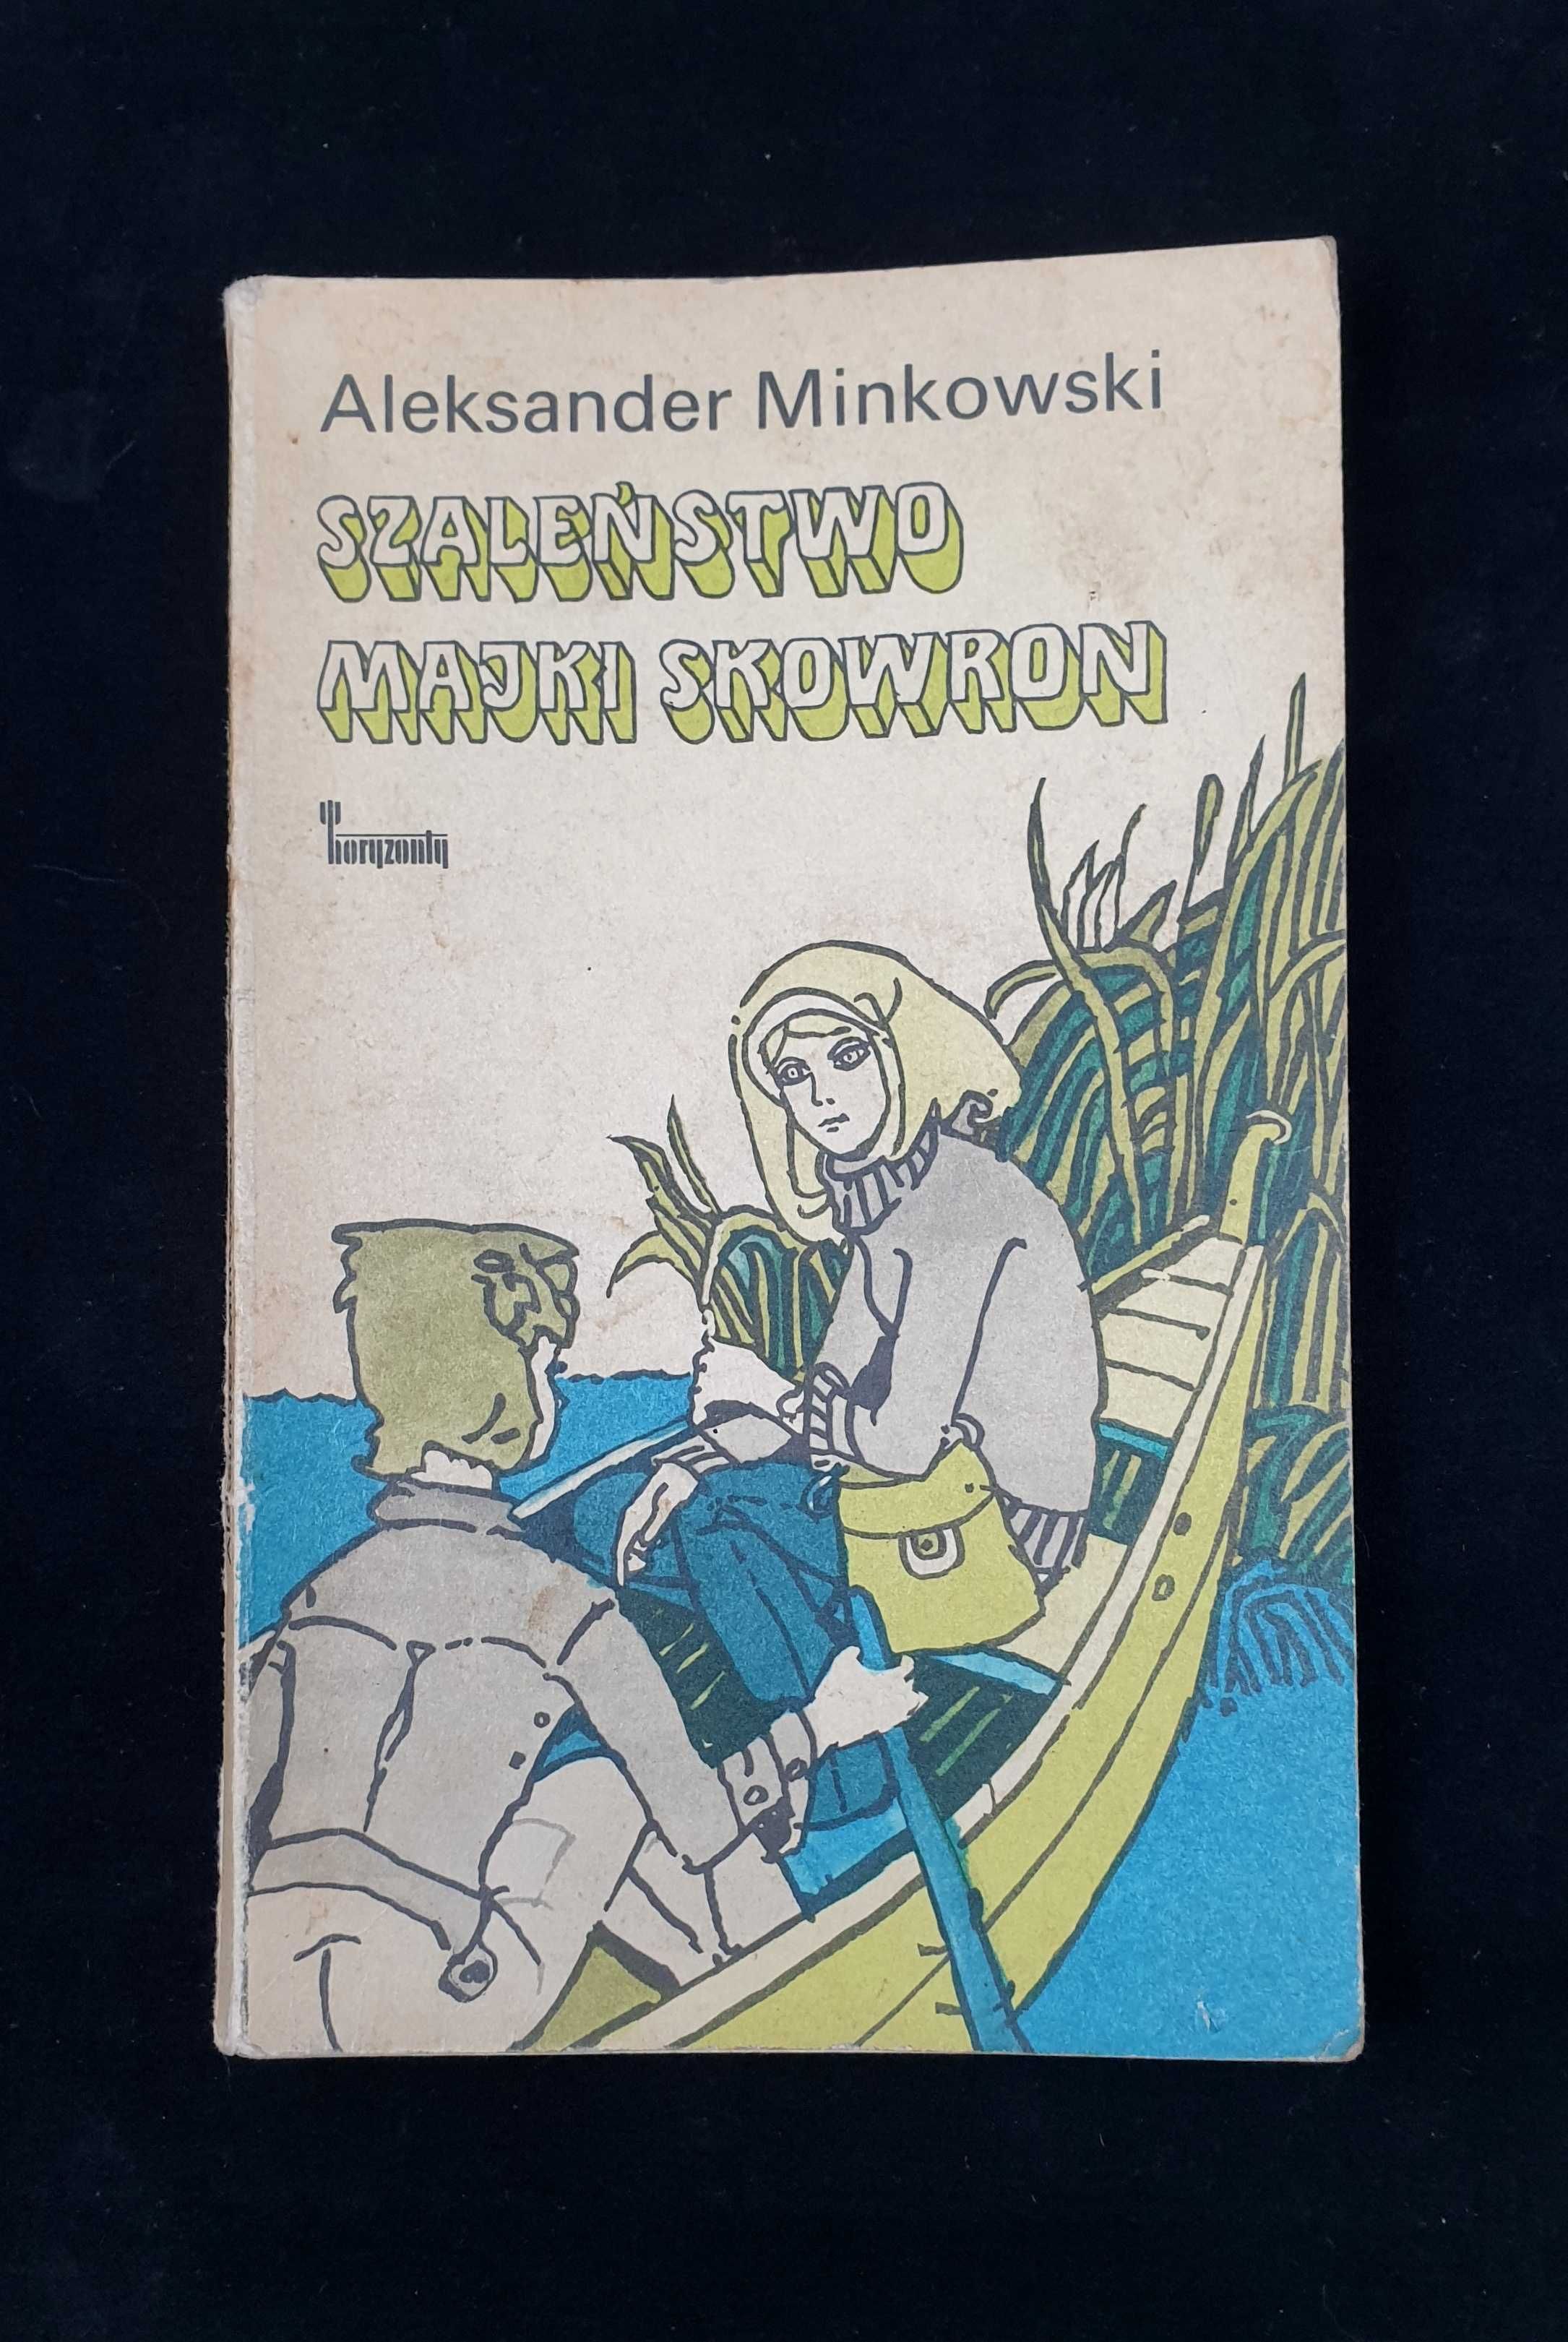 Aleksander Minkowski
SZALEŃSTWO
MAJKI SKOWRON
horyzonty